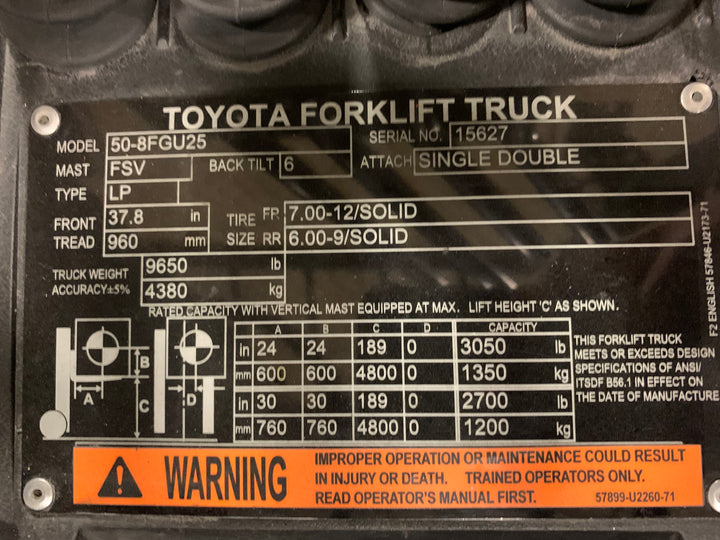 TOYOTA FORKLIFT TRUCK
MODEL 50-8FGU25 SERIAL NO. 15627
MAST FSV BACK TILT 6 ATTACH SINGLE DOUBLE
TYPE LP
FRONT 37.8 in TIRE FR 7.00-12/SOLID
TREAD 960 mm SIZE RR 6.00-9/SOLID
TRUCK WEIGHT 9650 lb
ACCURACY±5% 4380 kg
RATED CAPACITY WITH VERTICAL MAST EQUIPPED AT MAX. LIFT HEIGHT 'C' AS SHOWN.
A B C D CAPACITY
in 24 24 189 0 3050 lb
mm 600 600 4800 0 1350 kg
in 30 30 189 0 2700 lb
mm 760 760 4800 0 1200 kg
A B C D
THIS FORKLIFT TRUCK
MEETS OR EXCEEDS DESIGN
SPECIFICATIONS OF ANSI/
ITSDF B56.1 IN EFFECT ON
THE DATE OF MANUFACTURE
F2 ENGLISH 57846-U2173-71
WARNING
IMPROPER OPERATION OR MAINTENANCE COULD RESULT
IN INJURY OR DEATH. TRAINED OPERATORS ONLY.
READ OPERATOR'S MANUAL FIRST. 57899-U2260-71